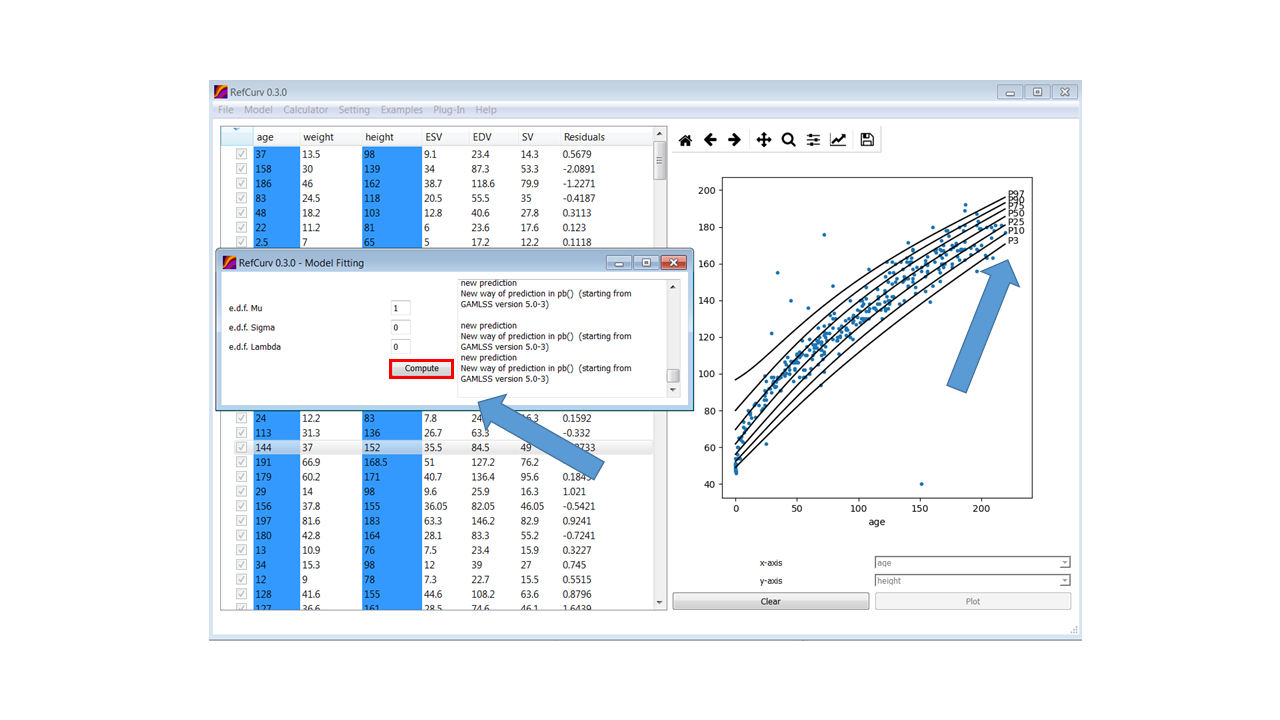 RefCurv 0.3.0
File Model Calculator Setting Examples Plug-In Help
age weight height ESV EDV SV Residuals
37 13.5 98 9.1 23.4 14.3 0.5679
158 30 139 34 87.3 53.3 -2.0891
186 46 162 38.7 118.6 79.9 -1.2271
83 24.5 118 20.5 55.5 35 -0.4187
48 18.2 103 12.8 40.6 27.8 0.3113
22 11.2 81 6 23.6 17.6 0.123
2.5 7 65 5 17.2 12.2 0.1118
RefCurv 0.3.0 - Model Fitting
e.d.f. Mu 1
e.d.f. Sigma 0
e.d.f. Lambda 0
Compute
new prediction
New way of prediction in pb() (starting from
GAMLSS version 5.0-3)
new prediction
New way of prediction in pb() (starting from
GAMLSS version 5.0-3)
new prediction
New way of prediction in pb() (starting from
GAMLSS version 5.0-3)
24 12.2 83 7.8 0.1592
113 31.3 136 26.7 63.3 -0.332
144 37 152 35.5 84.5 49
191 66.9 168.5 51 127.2 76.2
179 60.2 171 40.7 136.4 95.6
29 14 98 9.6 25.9 16.3 1.021
156 37.8 155 36.05 82.05 46.05 -0.5421
197 81.6 183 63.3 146.2 82.9 0.9241
180 42.8 164 28.1 83.3 55.2 -0.7241
13 10.9 76 7.5 23.4 15.9 0.3227
34 15.3 98 12 39 27 0.745
12 9 78 7.3 22.7 15.5 0.5515
128 41.6 155 44.6 108.2 63.6 0.8796
127 36.6 161 28.5 74.6 46.1 1.6439
200
180
160
140
120
100
80
60
40
0 50 100 150 200
age
P97
P90
P75
P50
P25
P10
P3
x-axis age
y-axis height
Clear Plot